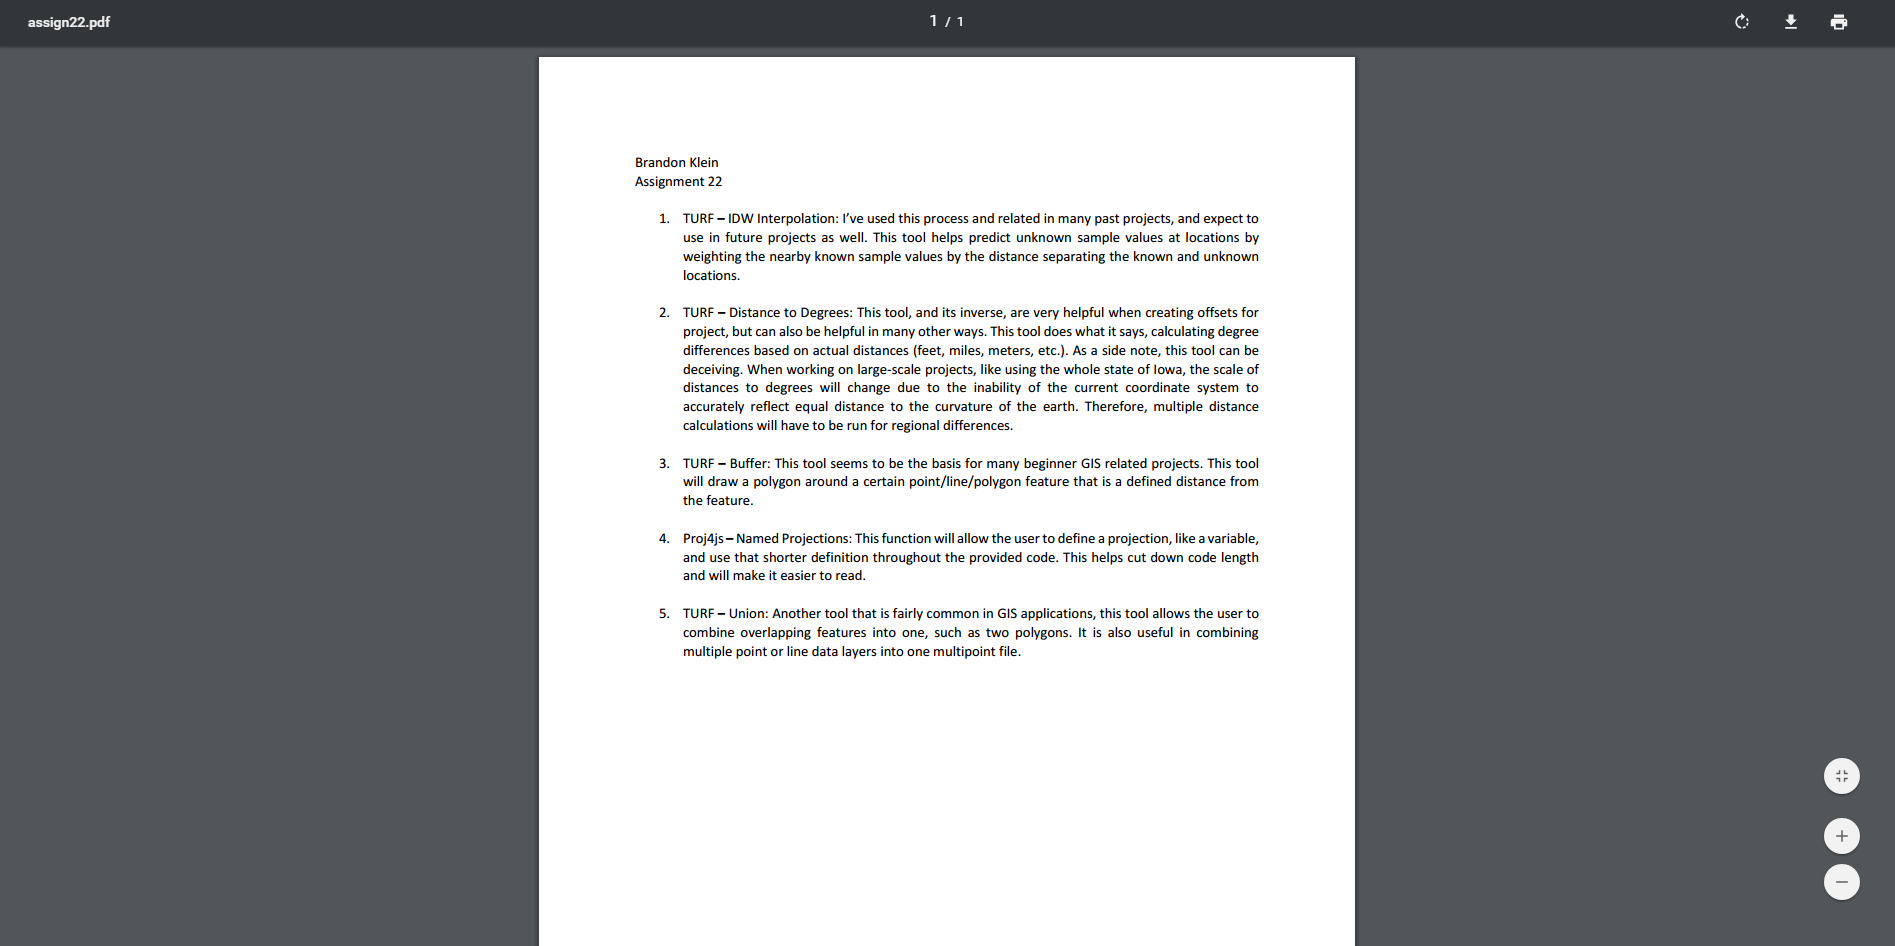 assign22.pdf
1 / 1
Brandon Klein
Assignment 22
1. TURF – IDW Interpolation: I’ve used this process and related in many past projects, and expect to
use in future projects as well. This tool helps predict unknown sample values at locations by
weighting the nearby known sample values by the distance separating the known and unknown
locations.
2. TURF – Distance to Degrees: This tool, and its inverse, are very helpful when creating offsets for
project, but can also be helpful in many other ways. This tool does what it says, calculating degree
differences based on actual distances (feet, miles, meters, etc.). As a side note, this tool can be
deceiving. When working on large-scale projects, like using the whole state of Iowa, the scale of
distances to degrees will change due to the inability of the current coordinate system to
accurately reflect equal distance to the curvature of the earth. Therefore, multiple distance
calculations will have to be run for regional differences.
3. TURF – Buffer: This tool seems to be the basis for many beginner GIS related projects. This tool
will draw a polygon around a certain point/line/polygon feature that is a defined distance from
the feature.
4. Proj4js – Named Projections: This function will allow the user to define a projection, like a variable,
and use that shorter definition throughout the provided code. This helps cut down code length
and will make it easier to read.
5. TURF – Union: Another tool that is fairly common in GIS applications, this tool allows the user to
combine overlapping features into one, such as two polygons. It is also useful in combining
multiple point or line data layers into one multipoint file.